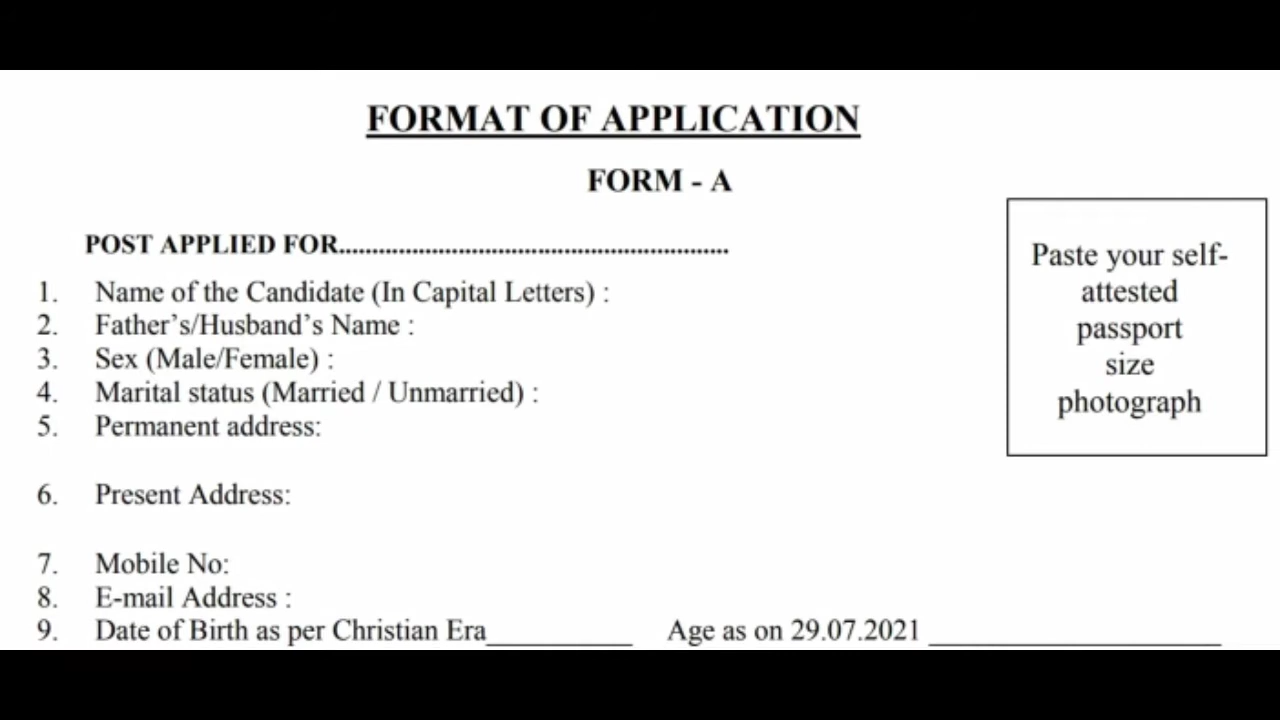 FORMAT OF APPLICATION
FORM - A
POST APPLIED FOR...........................................................
1. Name of the Candidate (In Capital Letters) :
2. Father's/Husband's Name :
3. Sex (Male/Female) :
4. Marital status (Married / Unmarried) :
5. Permanent address:
6. Present Address:
7. Mobile No:
8. E-mail Address :
9. Date of Birth as per Christian Era__________ Age as on 29.07.2021 ____________________
Paste your self-
attested
passport
size
photograph